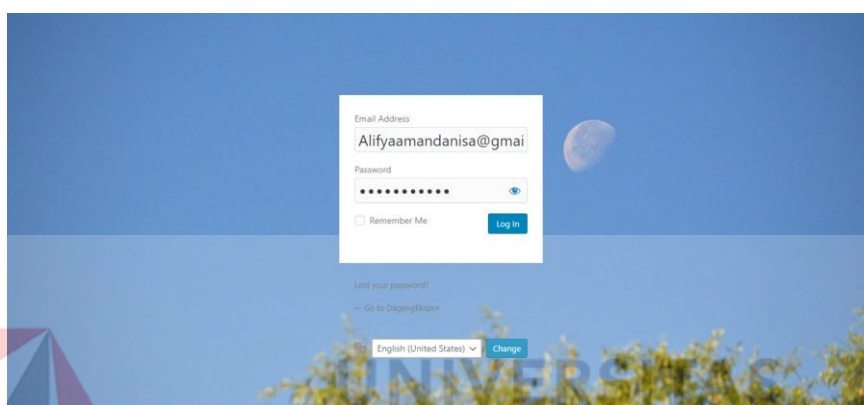 Email Address
Alifyaamandanisa@gmai
Password
Remember Me
Log In
Lost your password?
← Go to DagangEkspor
English (United States)
Change
UNIVERSITAS